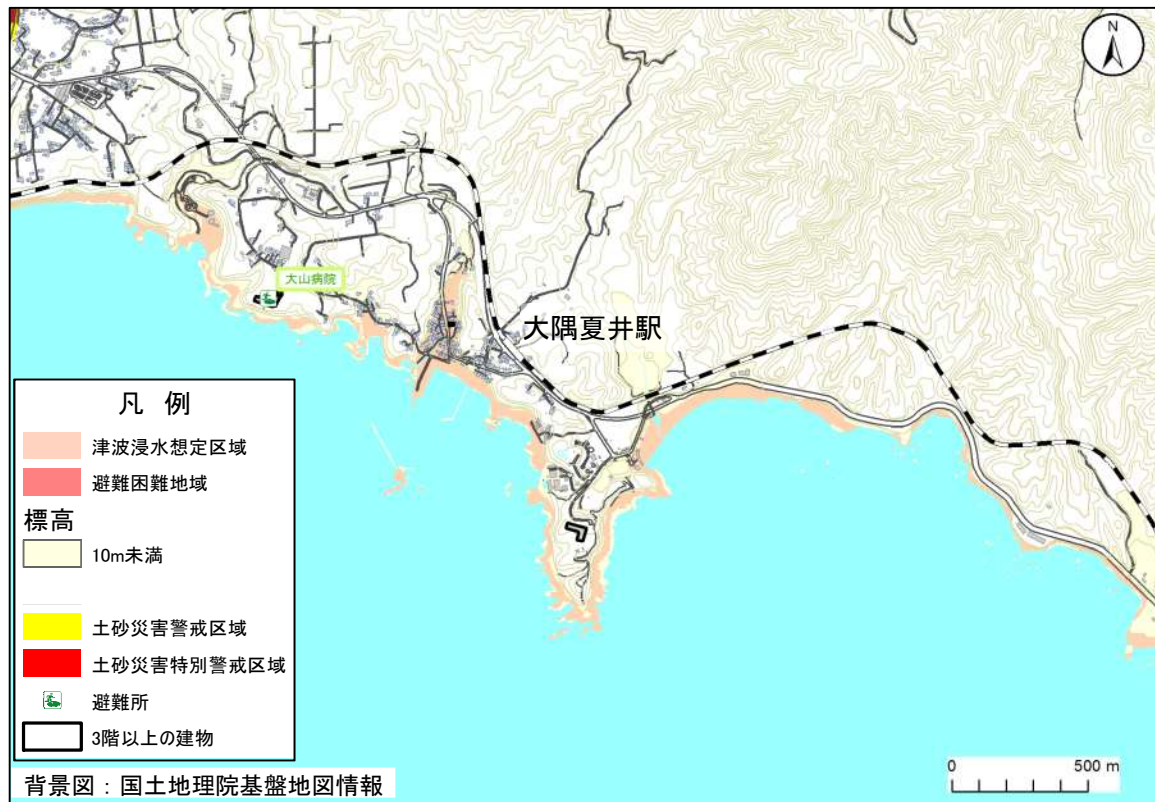 N
大山病院
大隅夏井駅
凡 例
津波浸水想定区域
避難困難地域
標高
10m未満
土砂災害警戒区域
土砂災害特別警戒区域
避難所
3階以上の建物
0 500 m
背景図：国土地理院基盤地図情報